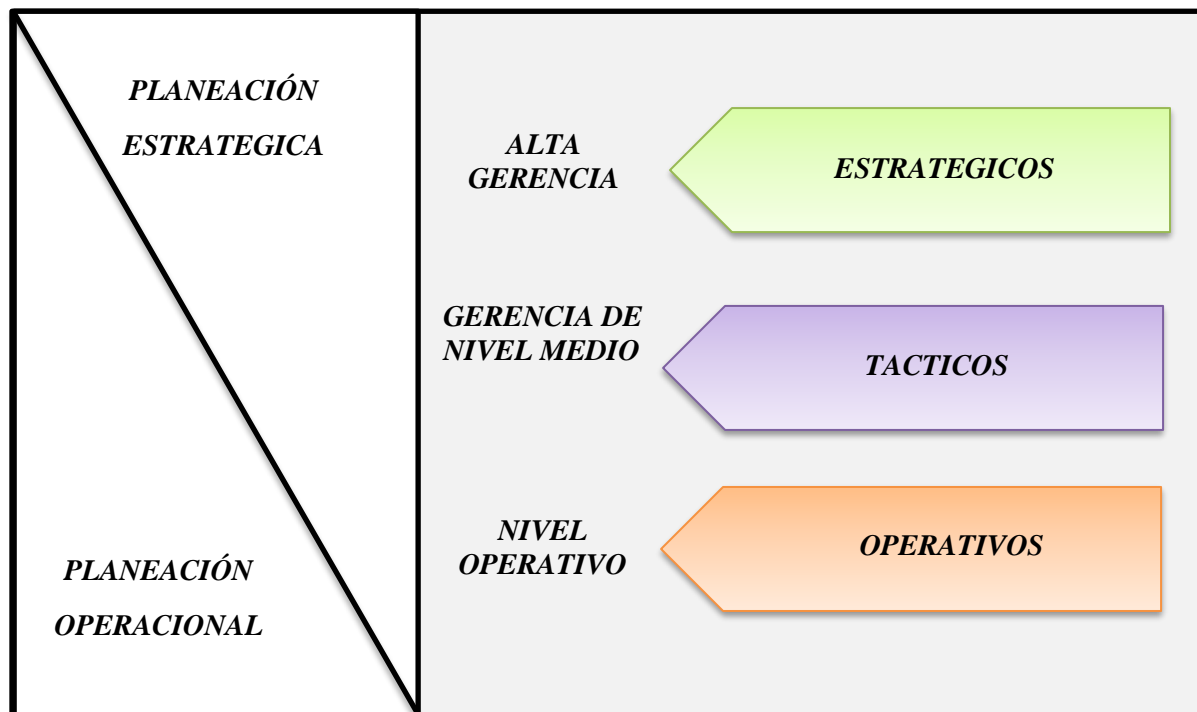 PLANEACIÓN
ESTRATEGICA
ALTA
GERENCIA
ESTRATEGICOS
GERENCIA DE
NIVEL MEDIO
TACTICOS
NIVEL
OPERATIVO
OPERATIVOS
PLANEACIÓN
OPERACIONAL